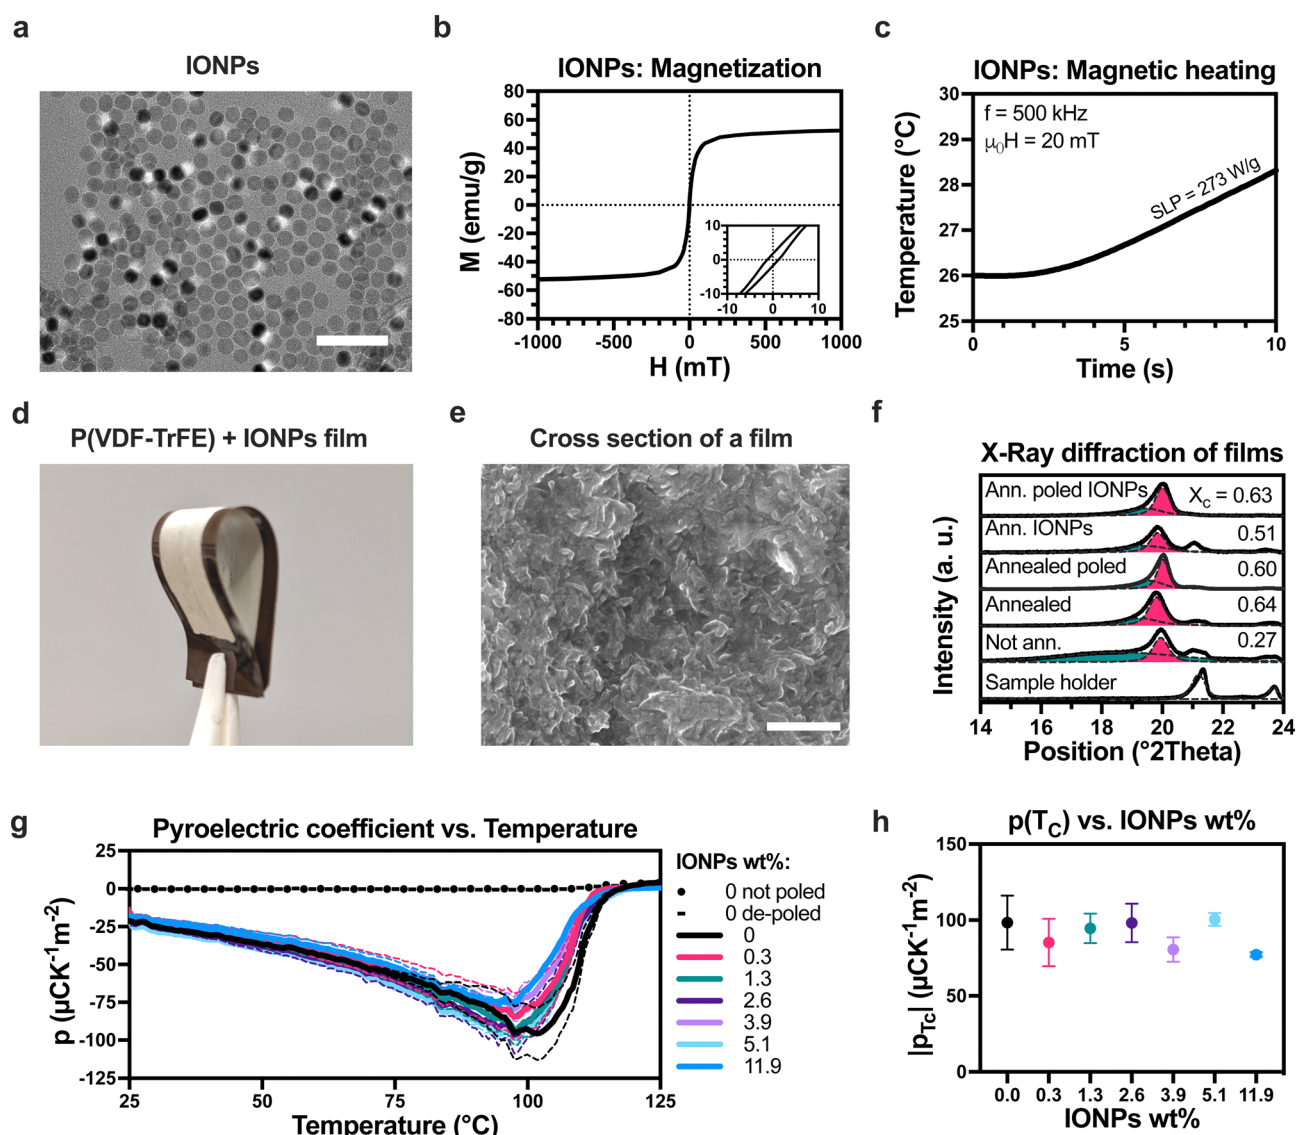 a
IONPs
b
IONPs: Magnetization
M (emu/g)
80
60
40
20
0
-20
-40
-60
-80
-1000
-500
0
500
1000
H (mT)
10
0
-10
-10
0
10
c
IONPs: Magnetic heating
Temperature (°C)
30
29
28
27
26
25
f = 500 kHz
μ0H = 20 mT
SLP = 273 W/g
0
5
10
Time (s)
d
P(VDF-TrFE) + IONPs film
e
Cross section of a film
f
X-Ray diffraction of films
Intensity (a. u.)
Ann. poled IONPs
Xc = 0.63
Ann. IONPs
0.51
Annealed poled
0.60
Annealed
0.64
Not ann.
0.27
Sample holder
14
16
18
20
22
24
Position (°2Theta)
g
Pyroelectric coefficient vs. Temperature
p (μCK-1m-2)
25
0
-25
-50
-75
-100
-125
25
50
75
100
125
Temperature (°C)
IONPs wt%:
0 not poled
0 de-poled
0
0.3
1.3
2.6
3.9
5.1
11.9
h
p(TC) vs. IONPs wt%
|pTc| (μCK-1m-2)
150
100
50
0
0.0
0.3
1.3
2.6
3.9
5.1
11.9
IONPs wt%